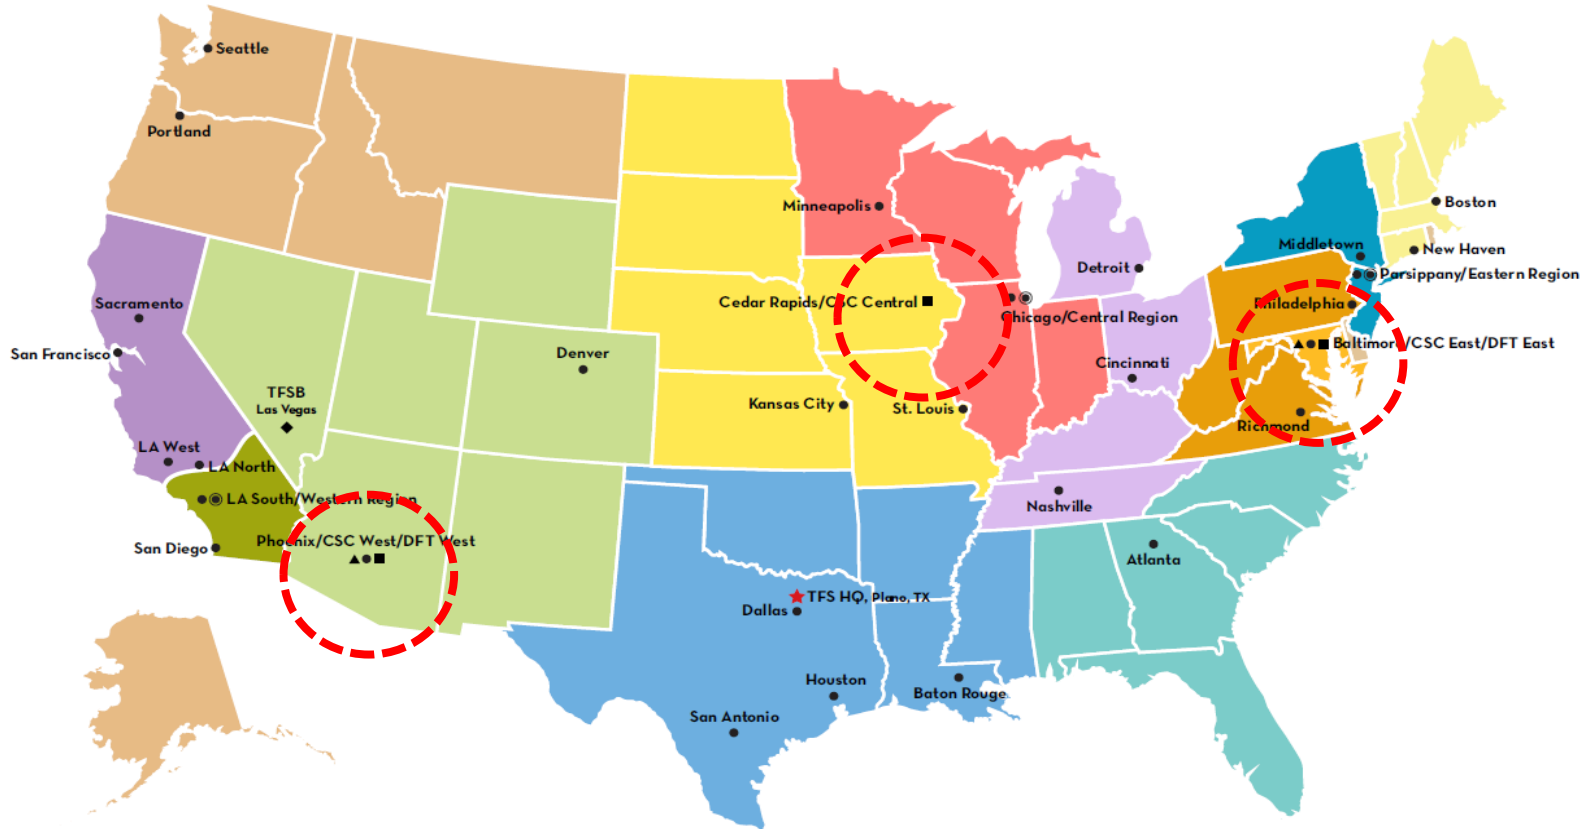 Seattle
Portland
Minneapolis
Boston
Middletown
New Haven
Detroit
Parsippany/Eastern Region
Sacramento
Cedar Rapids/CSC Central
Philadelphia
Chicago/Central Region
San Francisco
Denver
Baltimore/CSC East/DFT East
Cincinnati
TFSB
Las Vegas
Kansas City
St. Louis
Richmond
LA West
LA North
LA South/Western Region
Nashville
San Diego
Phoenix/CSC West/DFT West
Atlanta
TFS HQ, Plano, TX
Dallas
Houston
Baton Rouge
San Antonio